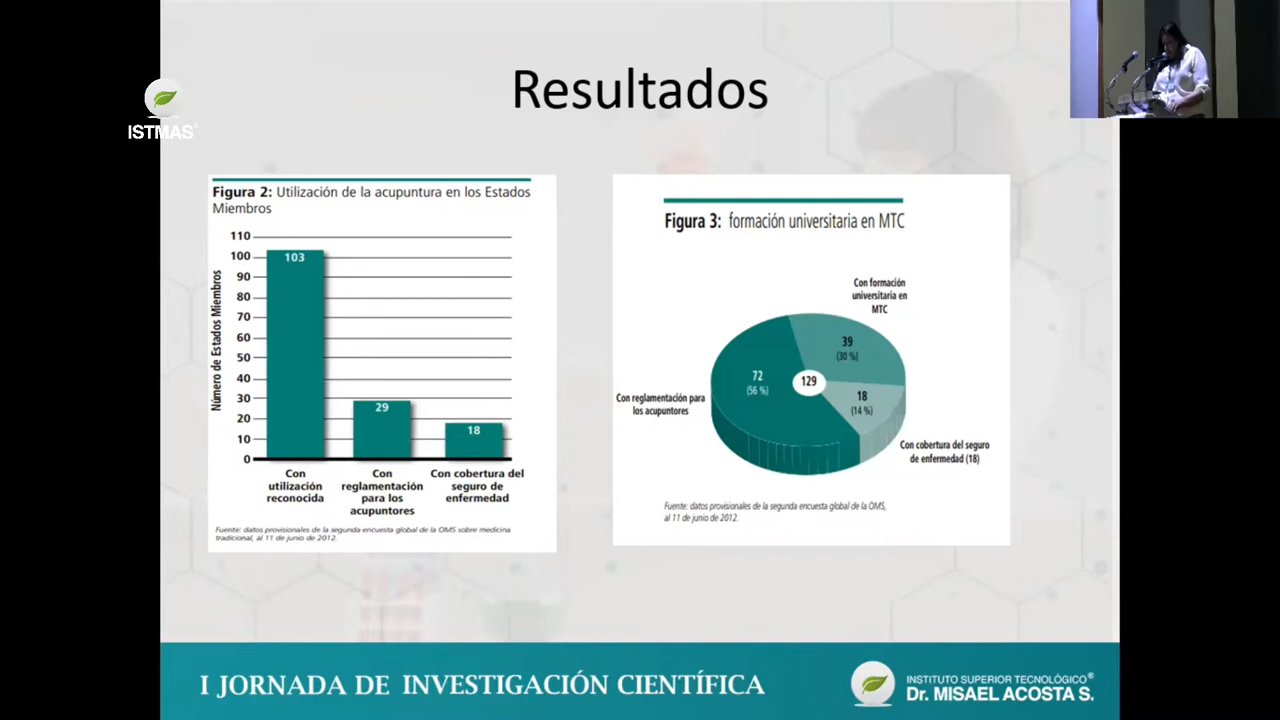 Resultados
ISTMAS®
Figura 2: Utilización de la acupuntura en los Estados
Miembros
Número de Estados Miembros
110
100
90
80
70
60
50
40
30
20
10
0
103
29
18
Con
utilización
reconocida
Con
reglamentación
para los
acupuntores
Con cobertura del
seguro de
enfermedad
Fuente: datos provisionales de la segunda encuesta global de la OMS sobre medicina
tradicional, al 11 de junio de 2012.
Figura 3: formación universitaria en MTC
Con formación
universitaria en
MTC
39
(30 %)
72
(56 %)
129
18
(14 %)
Con reglamentación para
los acupuntores
Con cobertura del seguro
de enfermedad (18)
Fuente: datos provisionales de la segunda encuesta global de la OMS,
al 11 de junio de 2012.
I JORNADA DE INVESTIGACIÓN CIENTÍFICA
INSTITUTO SUPERIOR TECNOLÓGICO®
Dr. MISAEL ACOSTA S.